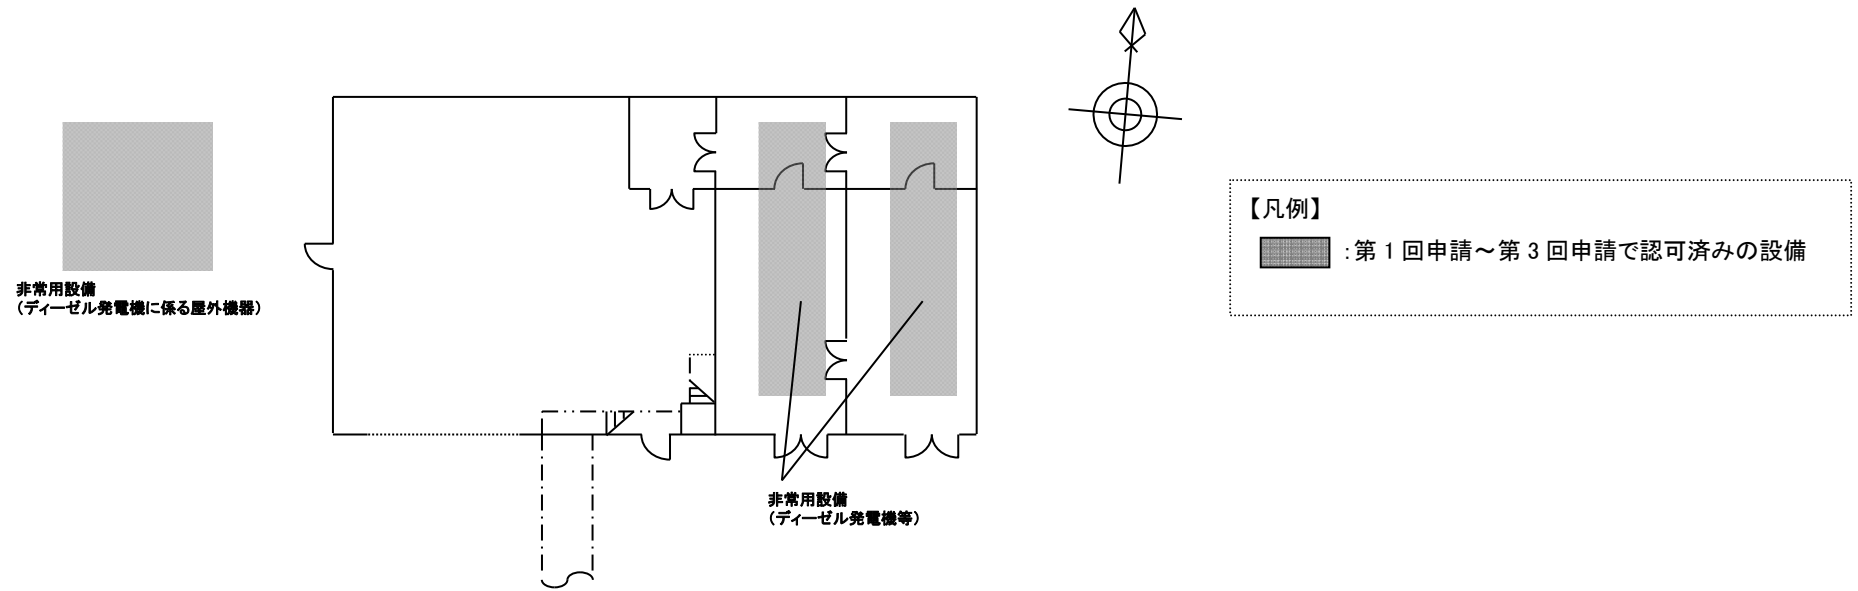 【凡例】
:第1回申請~第3回申請で認可済みの設備
非常用設備
(ディーゼル発電機に係る屋外機器)
非常用設備
(ディーゼル発電機等)